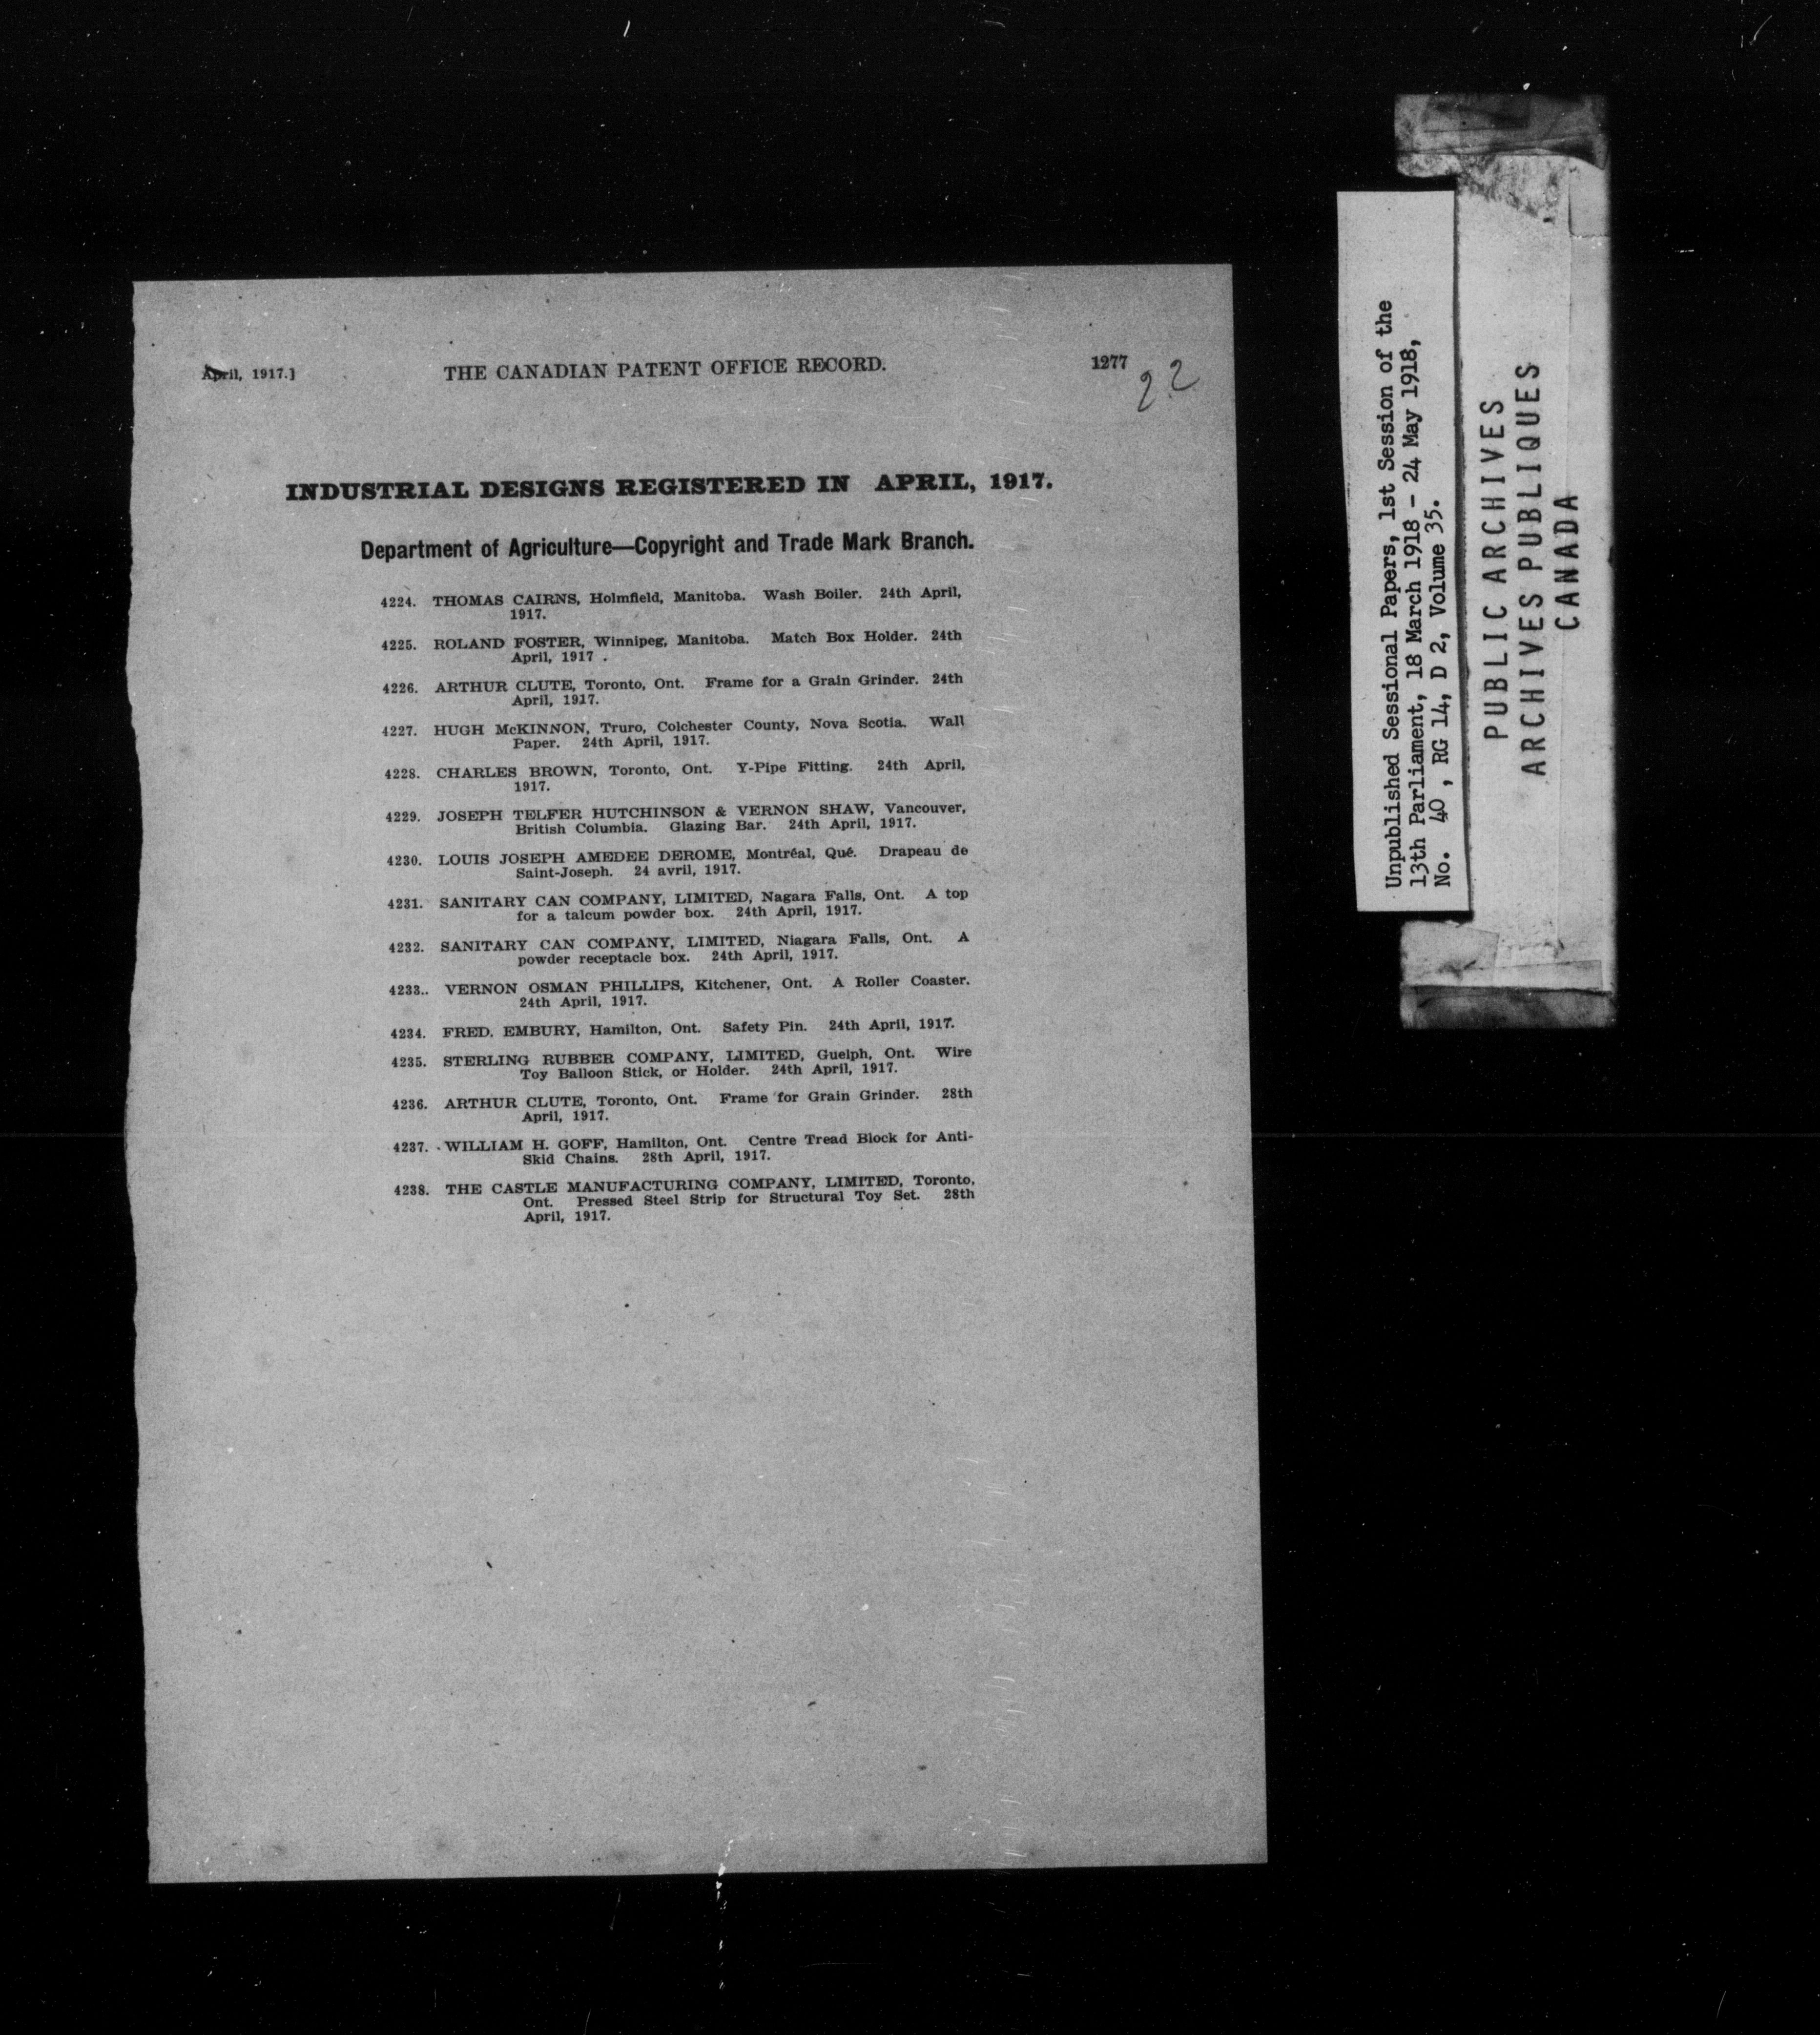 April, 1917.]
THE CANADIAN PATENT OFFICE RECORD.
1277
22
INDUSTRIAL DESIGNS REGISTERED IN APRIL, 1917.
Department of Agriculture—Copyright and Trade Mark Branch.
4224. THOMAS CAIRNS, Holmfield, Manitoba. Wash Boiler. 24th April,
1917.
4225. ROLAND FOSTER, Winnipeg, Manitoba. Match Box Holder. 24th
April, 1917 .
4226. ARTHUR CLUTE, Toronto, Ont. Frame for a Grain Grinder. 24th
April, 1917.
4227. HUGH McKINNON, Truro, Colchester County, Nova Scotia. Wall
Paper. 24th April, 1917.
4228. CHARLES BROWN, Toronto, Ont. Y-Pipe Fitting. 24th April,
1917.
4229. JOSEPH TELFER HUTCHINSON & VERNON SHAW, Vancouver,
British Columbia. Glazing Bar. 24th April, 1917.
4230. LOUIS JOSEPH AMEDEE DEROME, Montréal, Qué. Drapeau de
Saint-Joseph. 24 avril, 1917.
4231. SANITARY CAN COMPANY, LIMITED, Nagara Falls, Ont. A top
for a talcum powder box. 24th April, 1917.
4232. SANITARY CAN COMPANY, LIMITED, Niagara Falls, Ont. A
powder receptacle box. 24th April, 1917.
4233.. VERNON OSMAN PHILLIPS, Kitchener, Ont. A Roller Coaster.
24th April, 1917.
4234. FRED. EMBURY, Hamilton, Ont. Safety Pin. 24th April, 1917.
4235. STERLING RUBBER COMPANY, LIMITED, Guelph, Ont. Wire
Toy Balloon Stick, or Holder. 24th April, 1917.
4236. ARTHUR CLUTE, Toronto, Ont. Frame for Grain Grinder. 28th
April, 1917.
4237. WILLIAM H. GOFF, Hamilton, Ont. Centre Tread Block for Anti-
Skid Chains. 28th April, 1917.
4238. THE CASTLE MANUFACTURING COMPANY, LIMITED, Toronto,
Ont. Pressed Steel Strip for Structural Toy Set. 28th
April, 1917.
Unpublished Sessional Papers, 1st Session of the
13th Parliament, 18 March 1918 - 24 May 1918,
No. 40 , RG 14, D 2, Volume 35.
PUBLIC ARCHIVES
ARCHIVES PUBLIQUES
CANADA